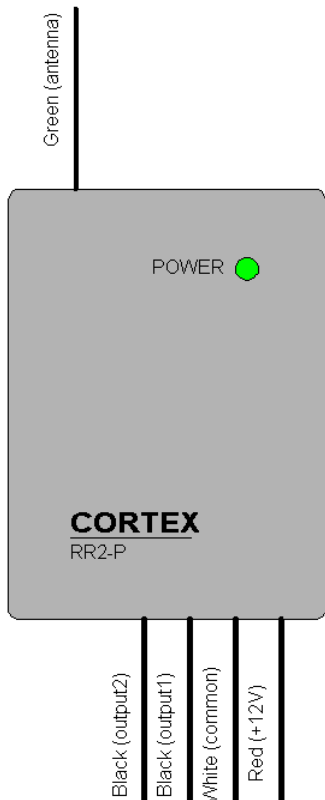 Green (antenna)
POWER
CORTEX
RR2-P
Black (output2)
Black (output1)
White (common)
Red (+12V)